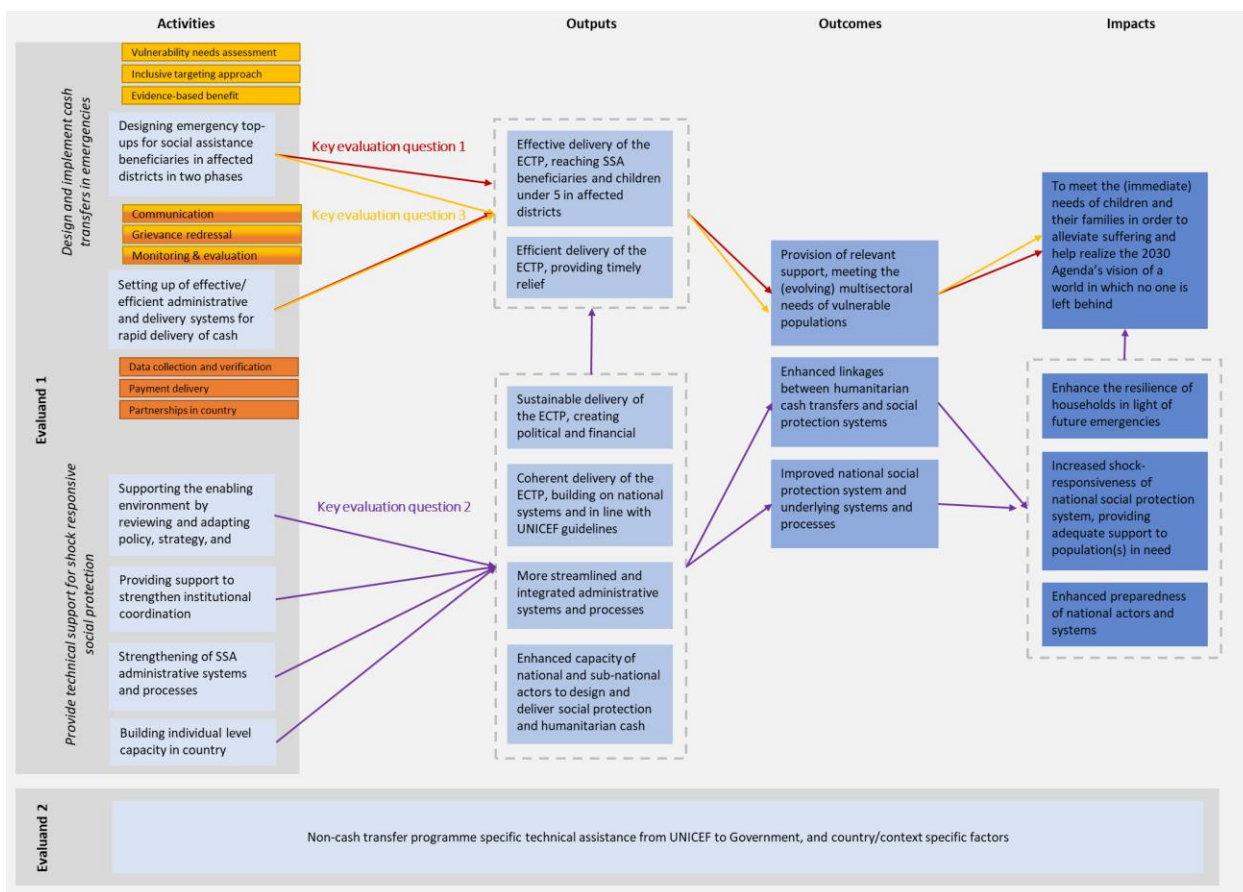 Activities
Outputs
Outcomes
Impacts
Evaluand 1
Design and implement cash
transfers in emergencies
Vulnerability needs assessment
Inclusive targeting approach
Evidence-based benefit
Designing emergency top-
ups for social assistance
beneficiaries in affected
districts in two phases
Communication
Grievance redressal
Monitoring & evaluation
Setting up of effective/
efficient administrative
and delivery systems for
rapid delivery of cash
Data collection and verification
Payment delivery
Partnerships in country
Provide technical support for shock responsive
social protection
Supporting the enabling
environment by
reviewing and adapting
policy, strategy, and
Providing support to
strengthen institutional
coordination
Strengthening of SSA
administrative systems
and processes
Building individual level
capacity in country
Key evaluation question 1
Key evaluation question 3
Key evaluation question 2
Effective delivery of the
ECTP, reaching SSA
beneficiaries and children
under 5 in affected
districts
Efficient delivery of the
ECTP, providing timely
relief
Sustainable delivery of
the ECTP, creating
political and financial
Coherent delivery of the
ECTP, building on national
systems and in line with
UNICEF guidelines
More streamlined and
integrated administrative
systems and processes
Enhanced capacity of
national and sub-national
actors to design and
deliver social protection
and humanitarian cash
Provision of relevant
support, meeting the
(evolving) multisectoral
needs of vulnerable
populations
Enhanced linkages
between humanitarian
cash transfers and social
protection systems
Improved national social
protection system and
underlying systems and
processes
To meet the (immediate)
needs of children and
their families in order to
alleviate suffering and
help realize the 2030
Agenda's vision of a
world in which no one is
left behind
Enhance the resilience of
households in light of
future emergencies
Increased shock-
responsiveness of
national social protection
system, providing
adequate support to
population(s) in need
Enhanced preparedness
of national actors and
systems
Evaluand 2
Non-cash transfer programme specific technical assistance from UNICEF to Government, and country/context specific factors